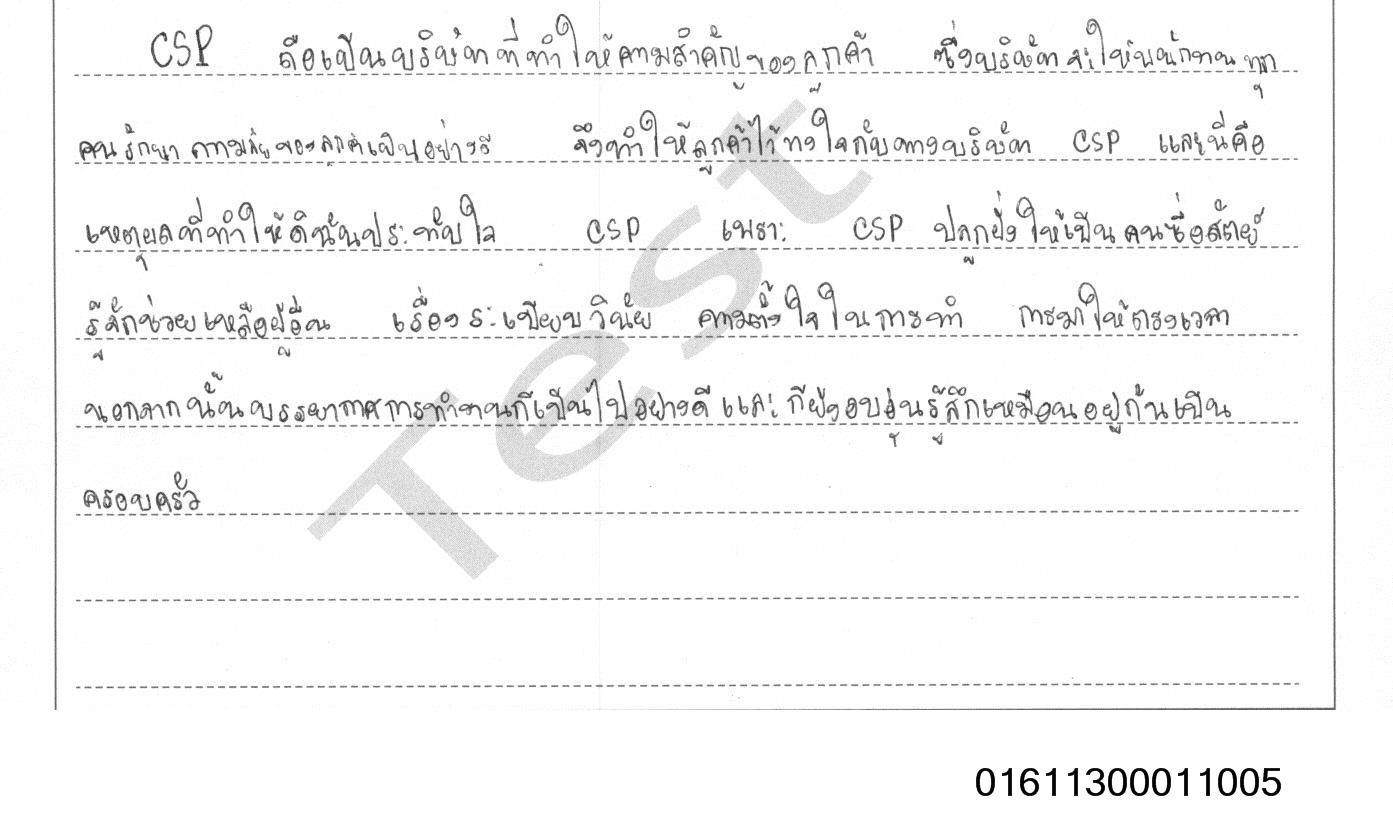 CSP ถือเป็นบริษัทที่ทำให้ความสำคัญของลูกค้า ซึ่งบริษัทจะให้พนักงานทุก
คนรักษาความลับของลูกค้าเป็นอย่างดี จึงทำให้ลูกค้าไว้วางใจกับทางบริษัท CSP และนี่คือ
เหตุผลที่ทำให้ดิฉันประทับใจ CSP เพราะ CSP ปลูกฝังให้เป็นคนซื่อสัตย์
รู้จักช่วยเหลือผู้อื่น เรื่องระเบียบวินัย ความตั้งใจในการทำ การมาให้ตรงเวลา
นอกจากนั้นบรรยากาศการทำงานก็เป็นไปอย่างดีและก็ยังอบอุ่นรู้สึกเหมือนอยู่กันเป็น
ครอบครัว
Test
01611300011005